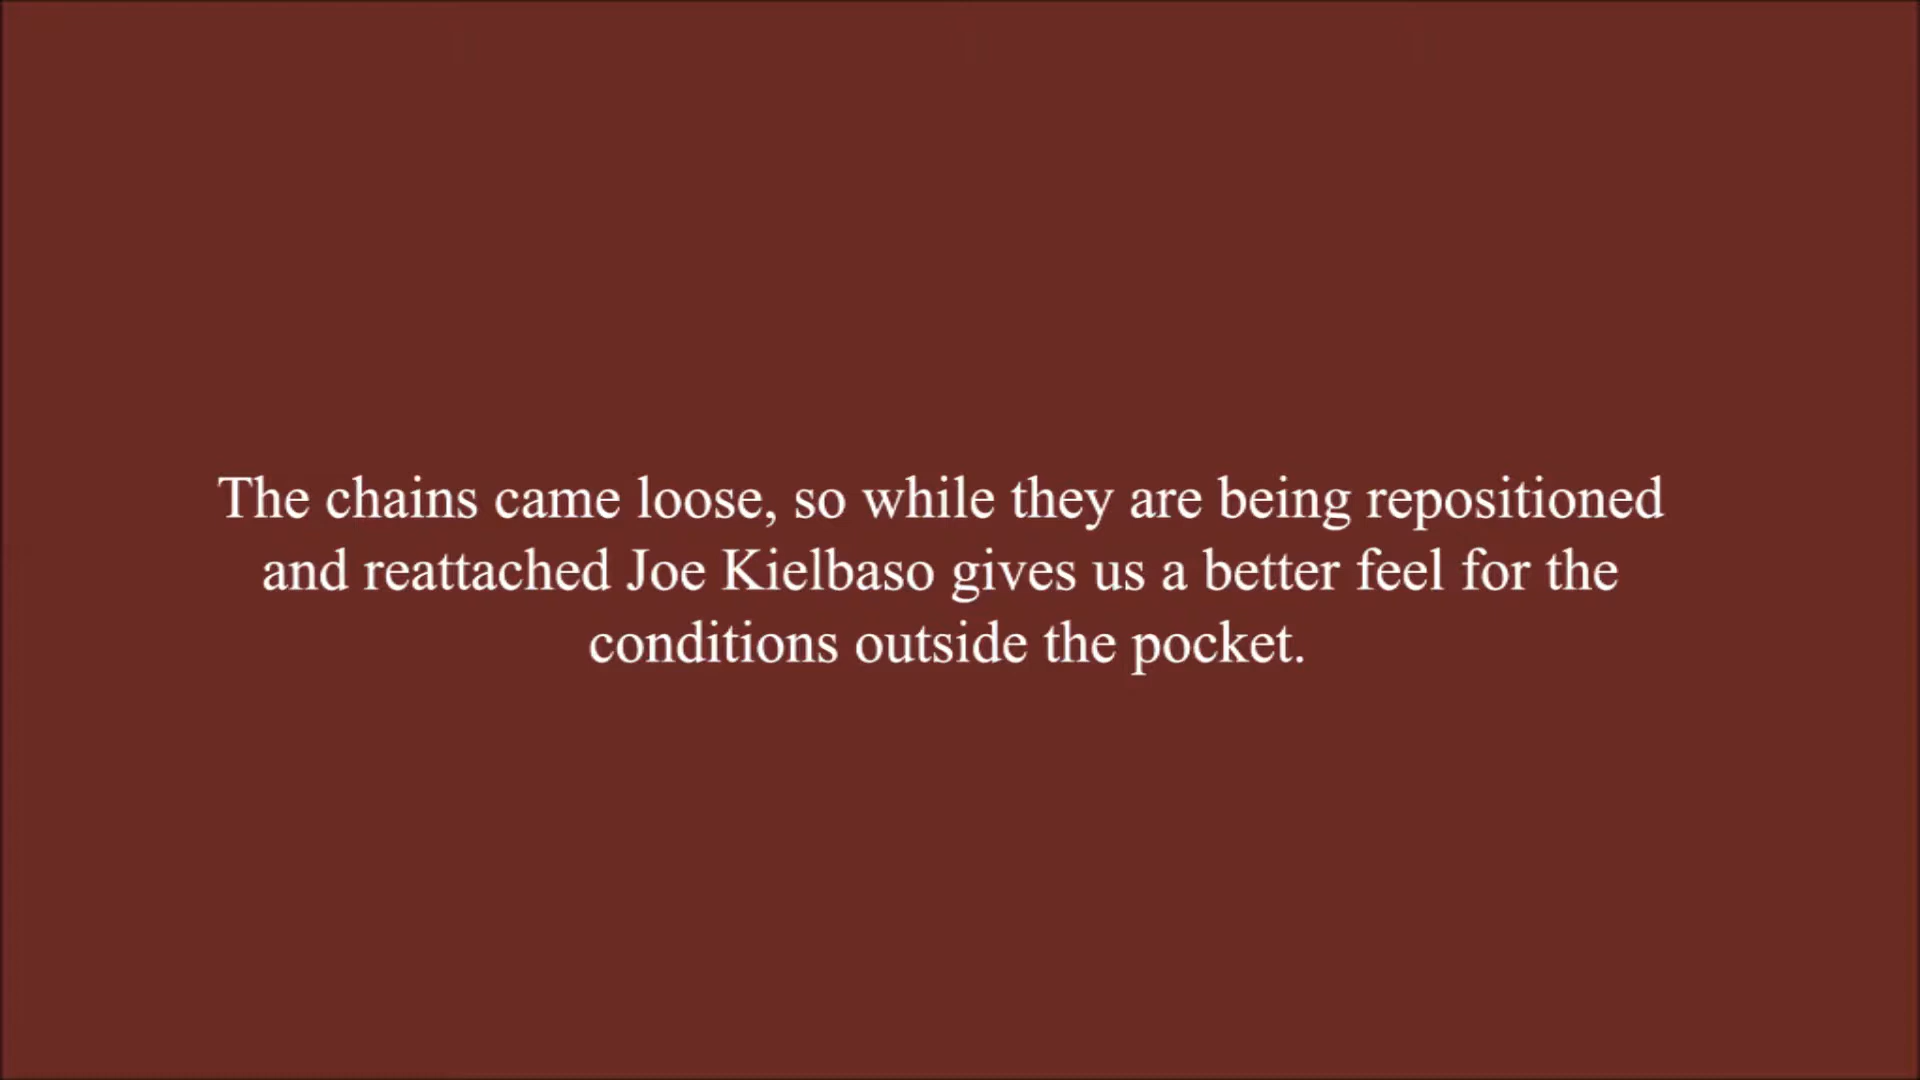 The chains came loose, so while they are being repositioned
and reattached Joe Kielbaso gives us a better feel for the
conditions outside the pocket.